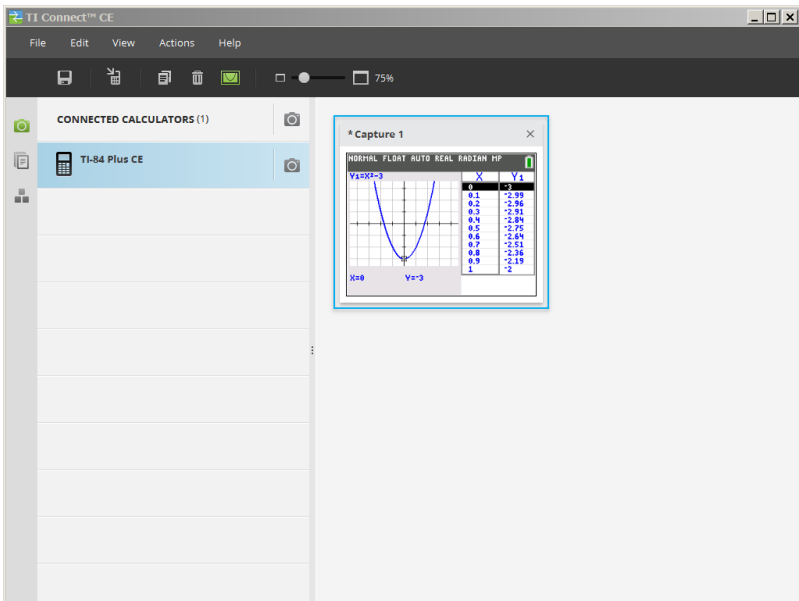 TI Connect™ CE
File Edit View Actions Help
75%
CONNECTED CALCULATORS (1)
TI-84 Plus CE
* Capture 1
NORMAL FLOAT AUTO REAL RADIAN MP
Y1=X²-3
X Y1
0 -3
0.1 -2.99
0.2 -2.96
0.3 -2.91
0.4 -2.84
0.5 -2.75
0.6 -2.64
0.7 -2.51
0.8 -2.36
0.9 -2.19
1 -2
X=0 Y=-3